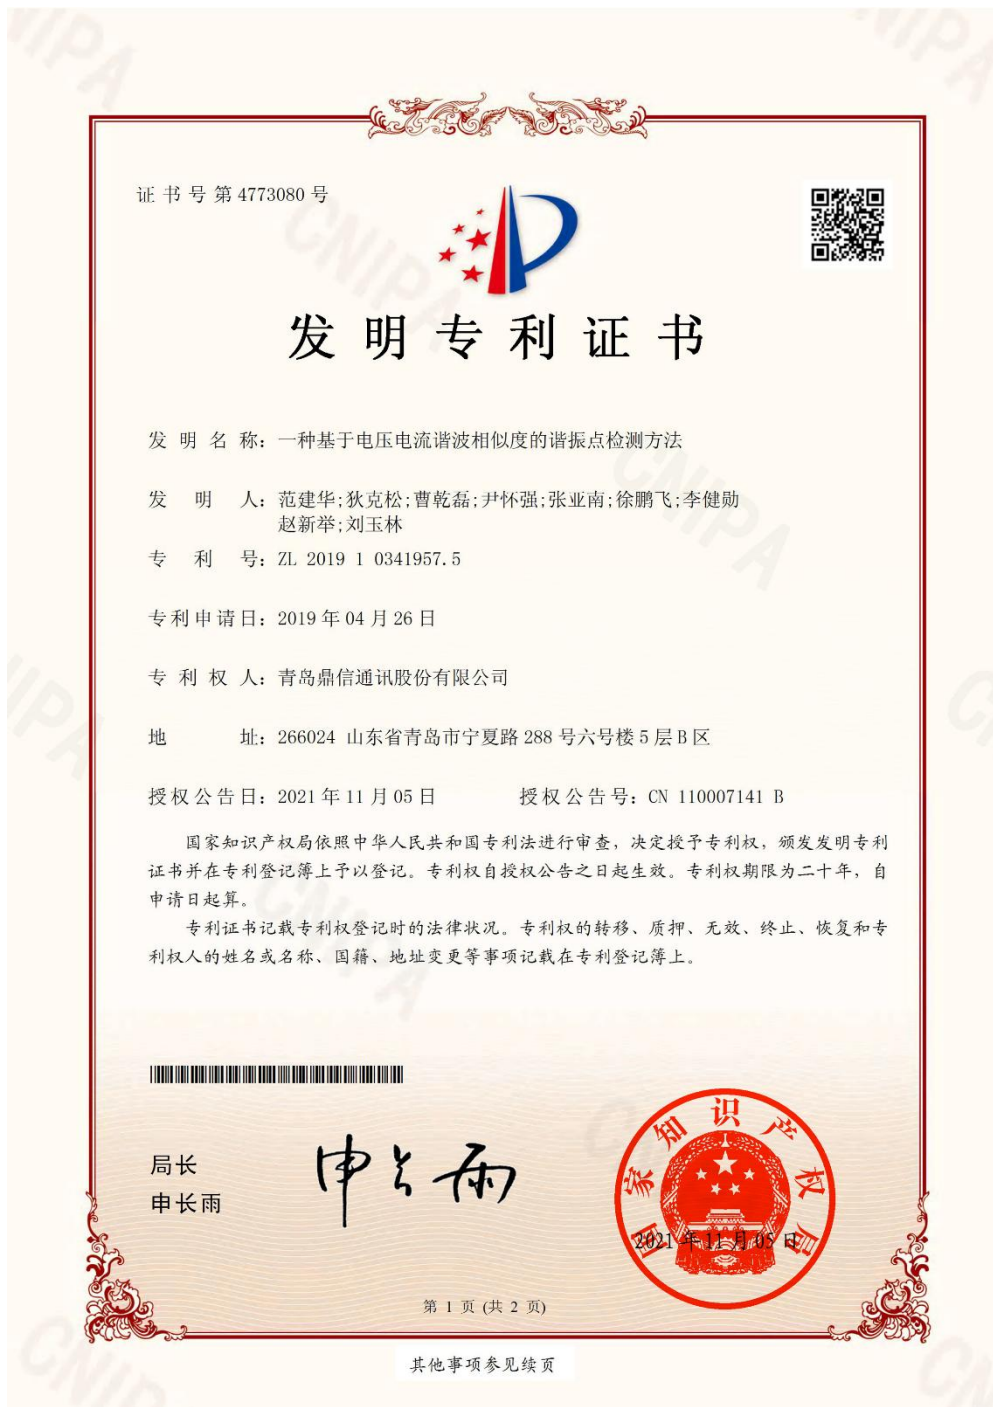 证书号第4773080号
发明专利证书
发明名称：一种基于电压电流谐波相似度的谐振点检测方法
发明人：范建华;狄克松;曹乾磊;尹怀强;张亚南;徐鹏飞;李健勋
赵新举;刘玉林
专利号：ZL 2019 1 0341957.5
专利申请日：2019年04月26日
专利权人：青岛鼎信通讯股份有限公司
地址：266024 山东省青岛市宁夏路288号六号楼5层B区
授权公告日：2021年11月05日 授权公告号：CN 110007141 B
国家知识产权局依照中华人民共和国专利法进行审查，决定授予专利权，颁发发明专利
证书并在专利登记簿上予以登记。专利权自授权公告之日起生效。专利权期限为二十年，自
申请日起算。
专利证书记载专利权登记时的法律状况。专利权的转移、质押、无效、终止、恢复和专
利权人的姓名或名称、国籍、地址变更等事项记载在专利登记簿上。
局长
申长雨
申长雨
国家知识产权局
2021年11月05日
第 1 页 (共 2 页)
其他事项参见续页
CNIPA
CNIPA
CNIPA
CNIPA
CNIPA
CNIPA